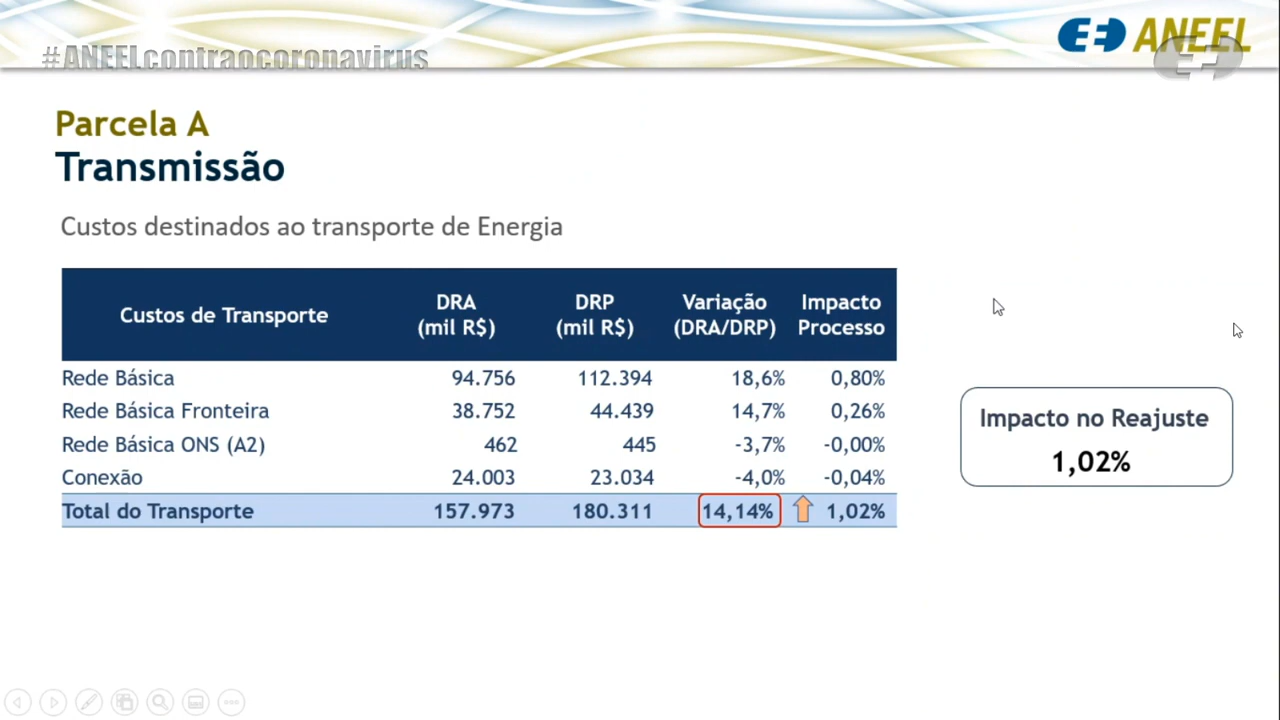 #ANEELcontraocoronavirus
ANEEL
Parcela A
Transmissão
Custos destinados ao transporte de Energia
Custos de Transporte DRA (mil R$) DRP (mil R$) Variação (DRA/DRP) Impacto Processo
Rede Básica 94.756 112.394 18,6% 0,80%
Rede Básica Fronteira 38.752 44.439 14,7% 0,26%
Rede Básica ONS (A2) 462 445 -3,7% -0,00%
Conexão 24.003 23.034 -4,0% -0,04%
Total do Transporte 157.973 180.311 14,14% 1,02%
Impacto no Reajuste
1,02%